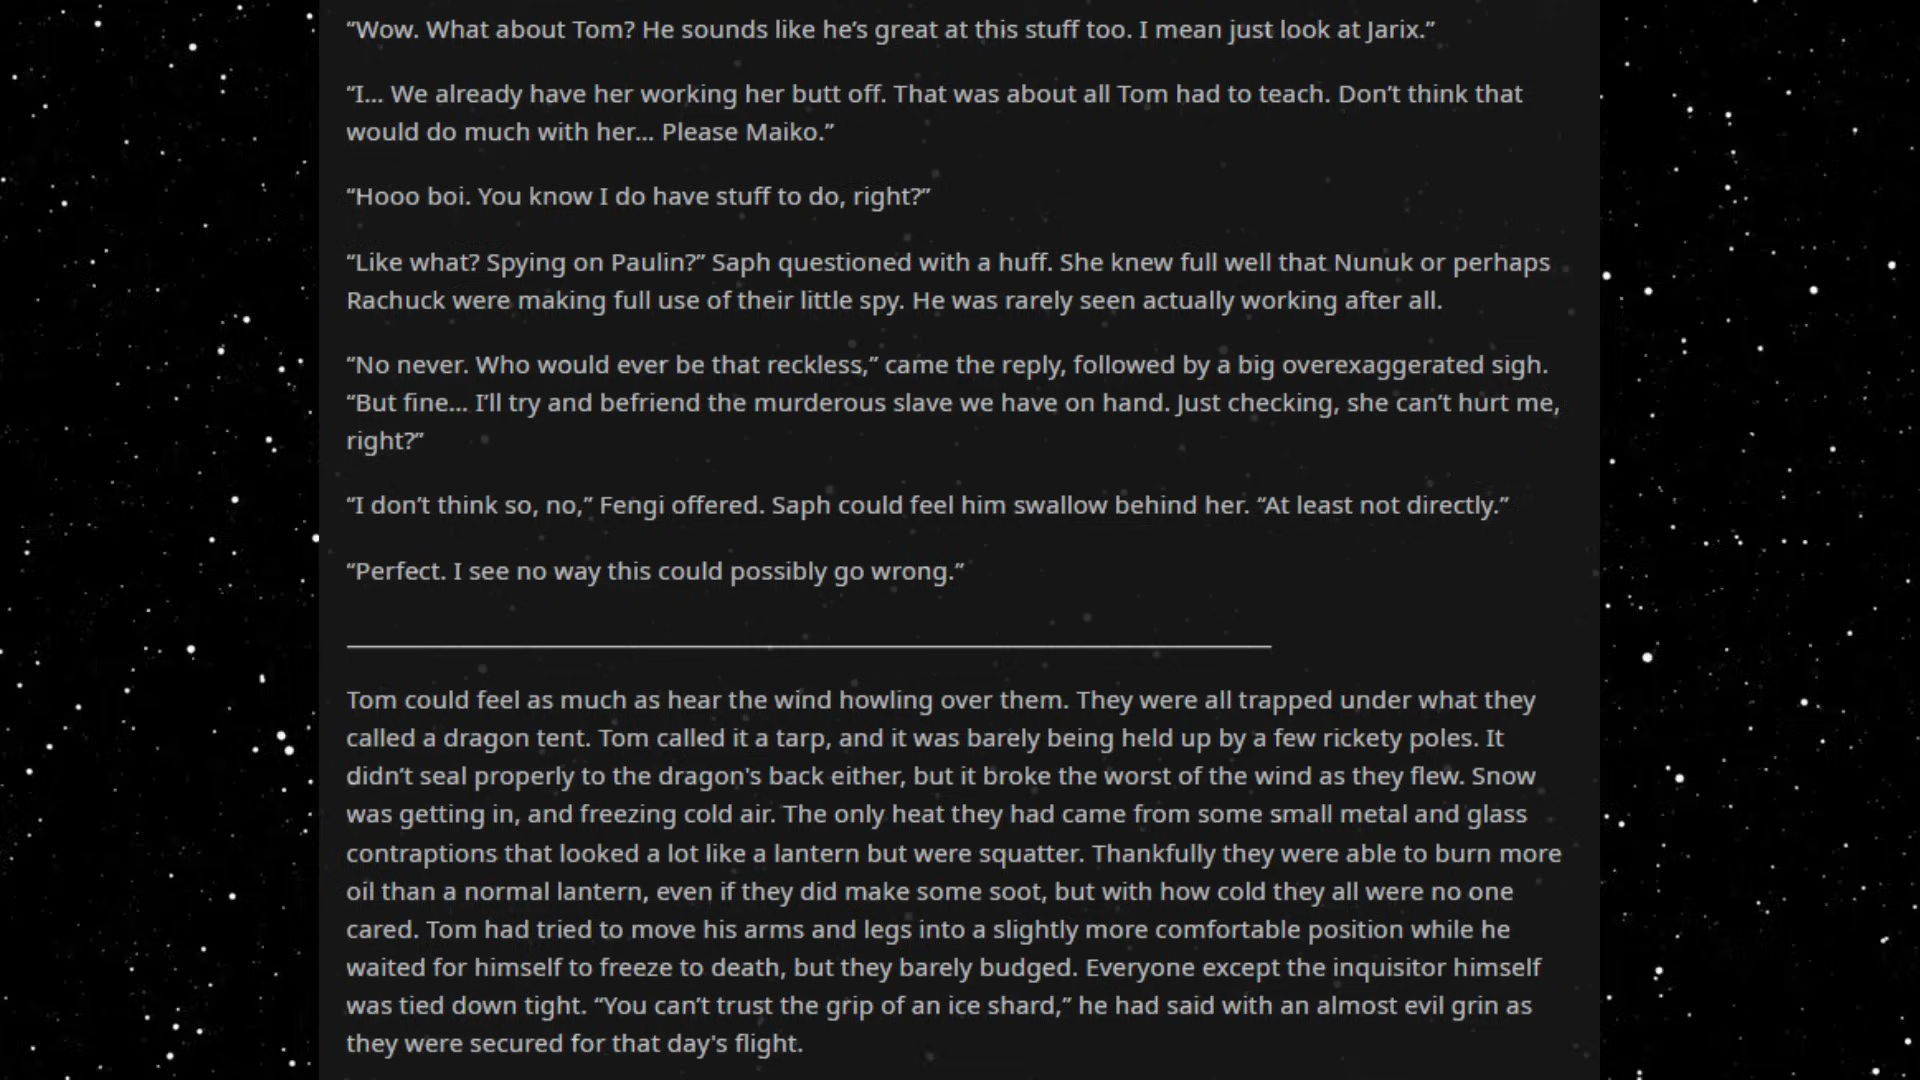 “Wow. What about Tom? He sounds like he’s great at this stuff too. I mean just look at Jarix.”
“I… We already have her working her butt off. That was about all Tom had to teach. Don’t think that
would do much with her… Please Maiko.”
“Hooo boi. You know I do have stuff to do, right?”
“Like what? Spying on Paulin?” Saph questioned with a huff. She knew full well that Nunuk or perhaps
Rachuck were making full use of their little spy. He was rarely seen actually working after all.
“No never. Who would ever be that reckless,” came the reply, followed by a big overexaggerated sigh.
“But fine… I’ll try and befriend the murderous slave we have on hand. Just checking, she can’t hurt me,
right?”
“I don’t think so, no,” Fengi offered. Saph could feel him swallow behind her. “At least not directly.”
“Perfect. I see no way this could possibly go wrong.”
Tom could feel as much as hear the wind howling over them. They were all trapped under what they
called a dragon tent. Tom called it a tarp, and it was barely being held up by a few rickety poles. It
didn’t seal properly to the dragon's back either, but it broke the worst of the wind as they flew. Snow
was getting in, and freezing cold air. The only heat they had came from some small metal and glass
contraptions that looked a lot like a lantern but were squatter. Thankfully they were able to burn more
oil than a normal lantern, even if they did make some soot, but with how cold they all were no one
cared. Tom had tried to move his arms and legs into a slightly more comfortable position while he
waited for himself to freeze to death, but they barely budged. Everyone except the inquisitor himself
was tied down tight. “You can’t trust the grip of an ice shard,” he had said with an almost evil grin as
they were secured for that day's flight.